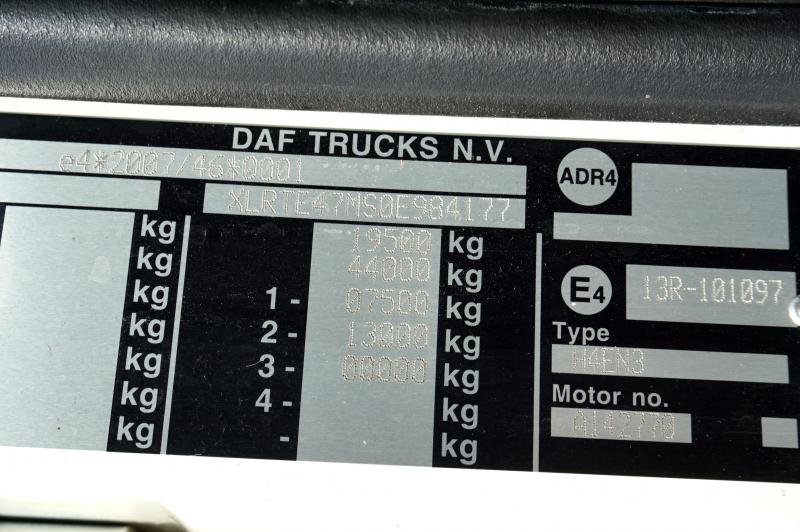 DAF TRUCKS N.V.
e4*2007/46*0001
XLRTE47MS0E984177
kg 19500 kg
kg 44000 kg
kg 1 - 07500 kg
kg 2 - 13000 kg
kg 3 - 00000 kg
kg 4 - kg
kg - kg
ADR4
E4 13R-101097
Type
H4EN3
Motor no.
A142770